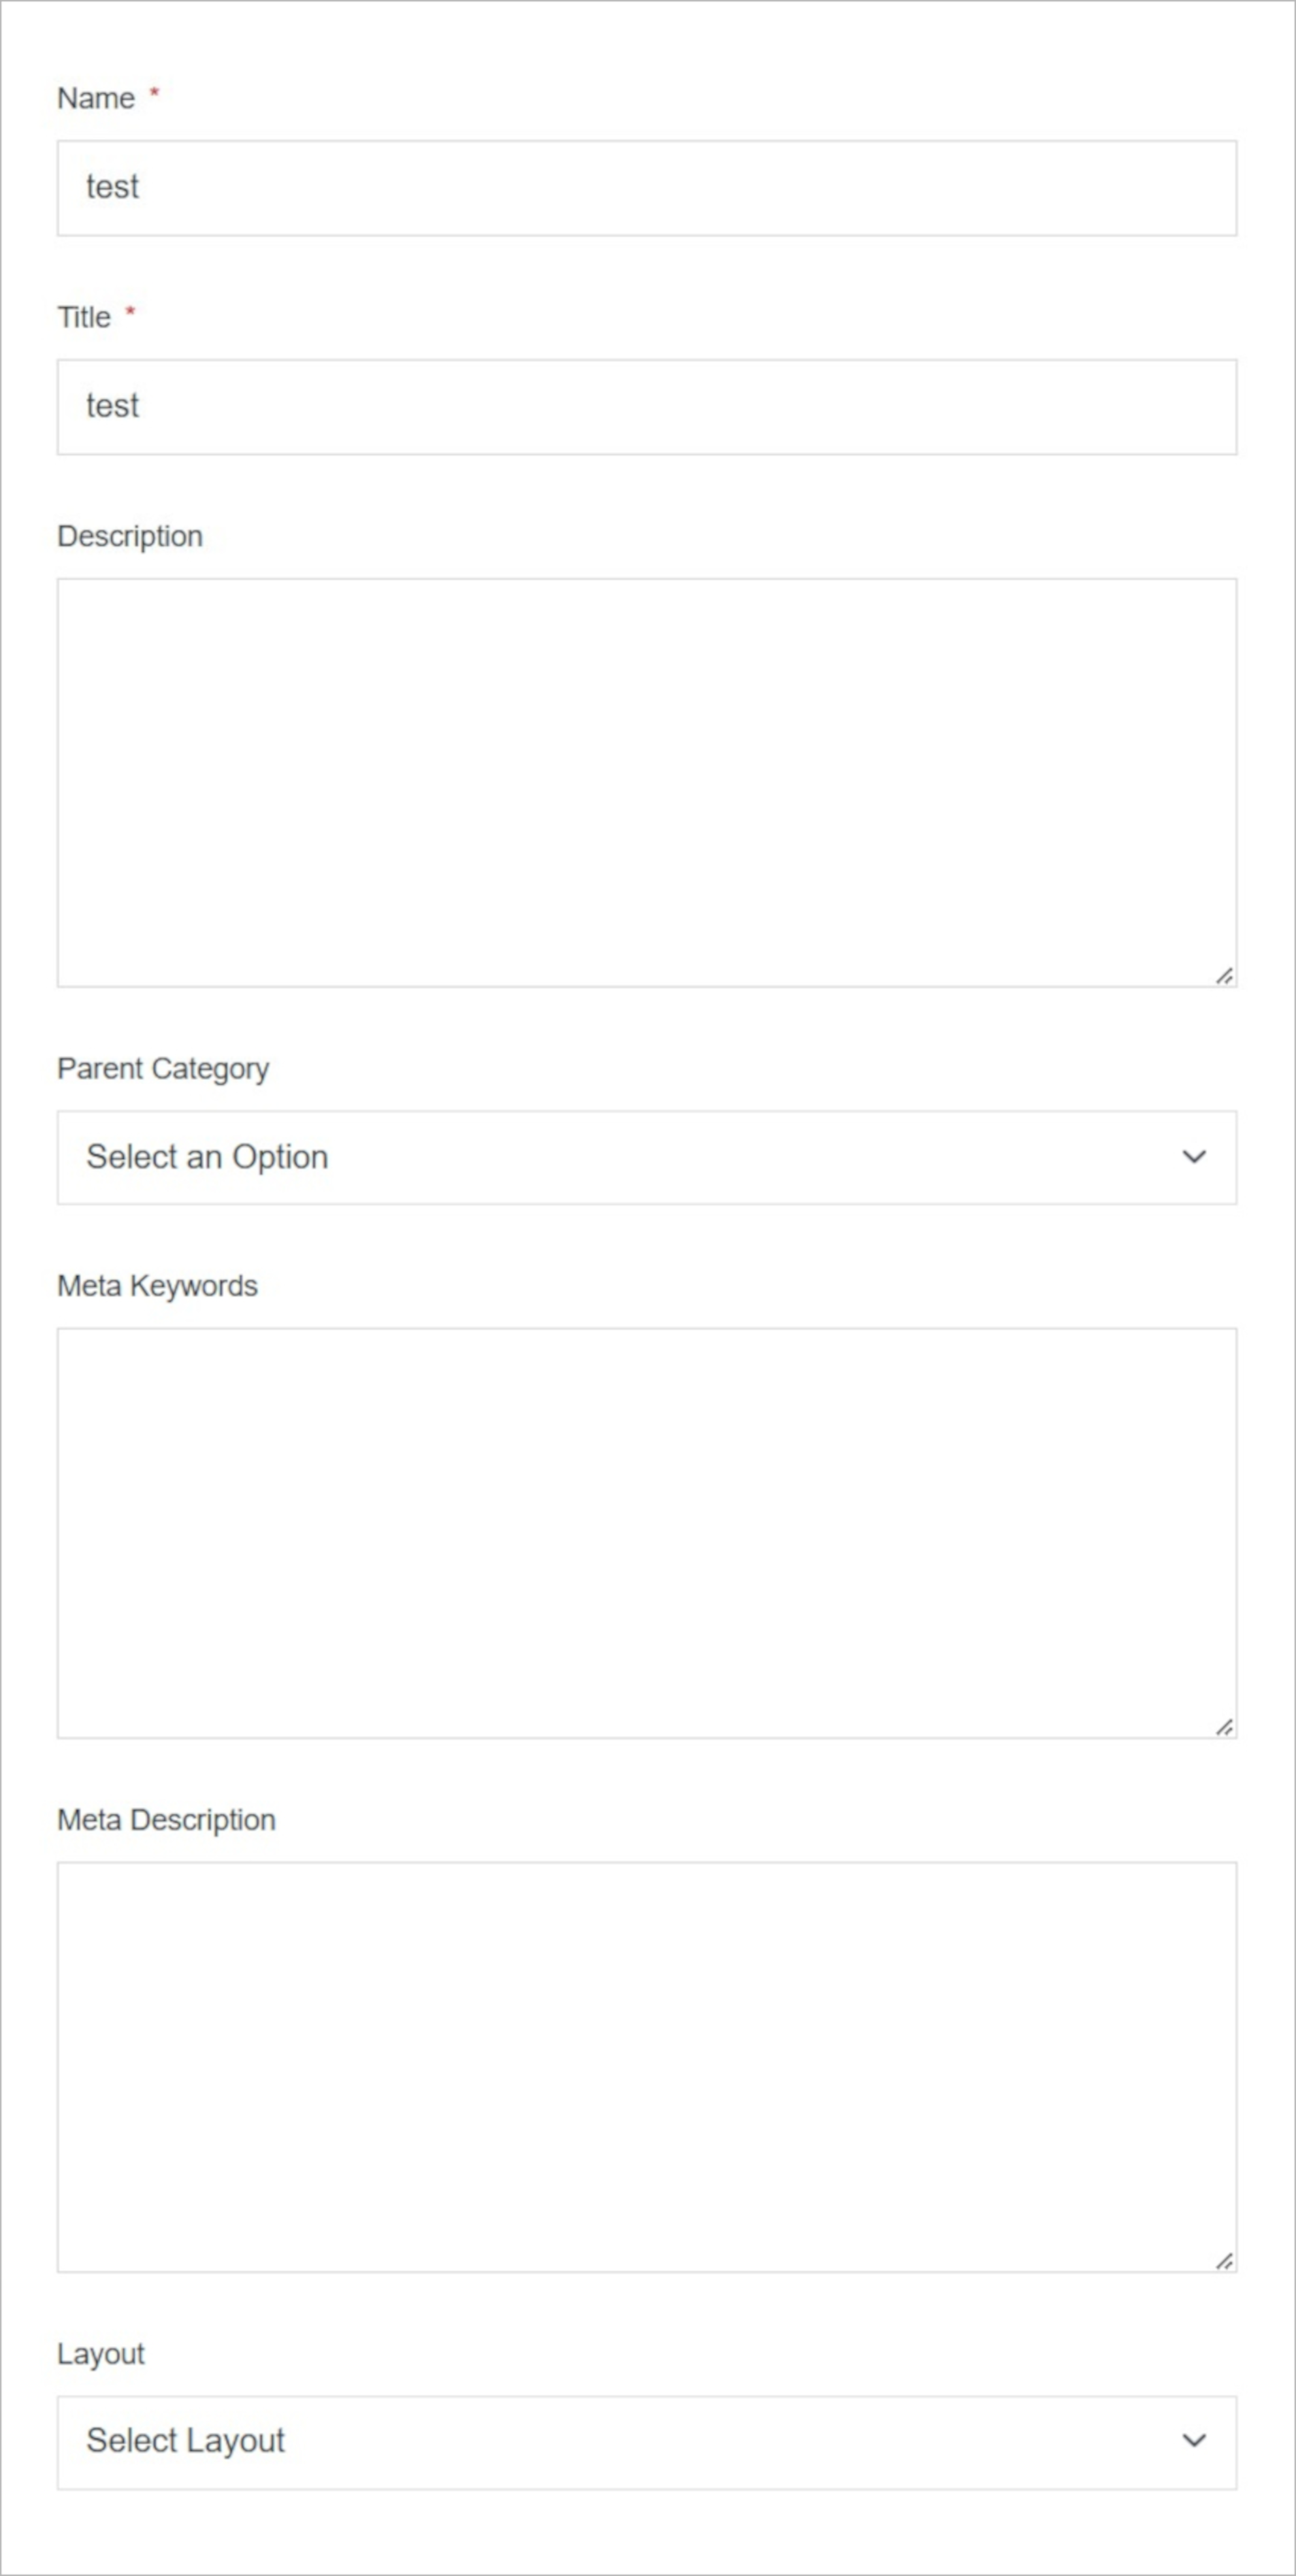 Name *
test
Title *
test
Description
Parent Category
Select an Option
Meta Keywords
Meta Description
Layout
Select Layout